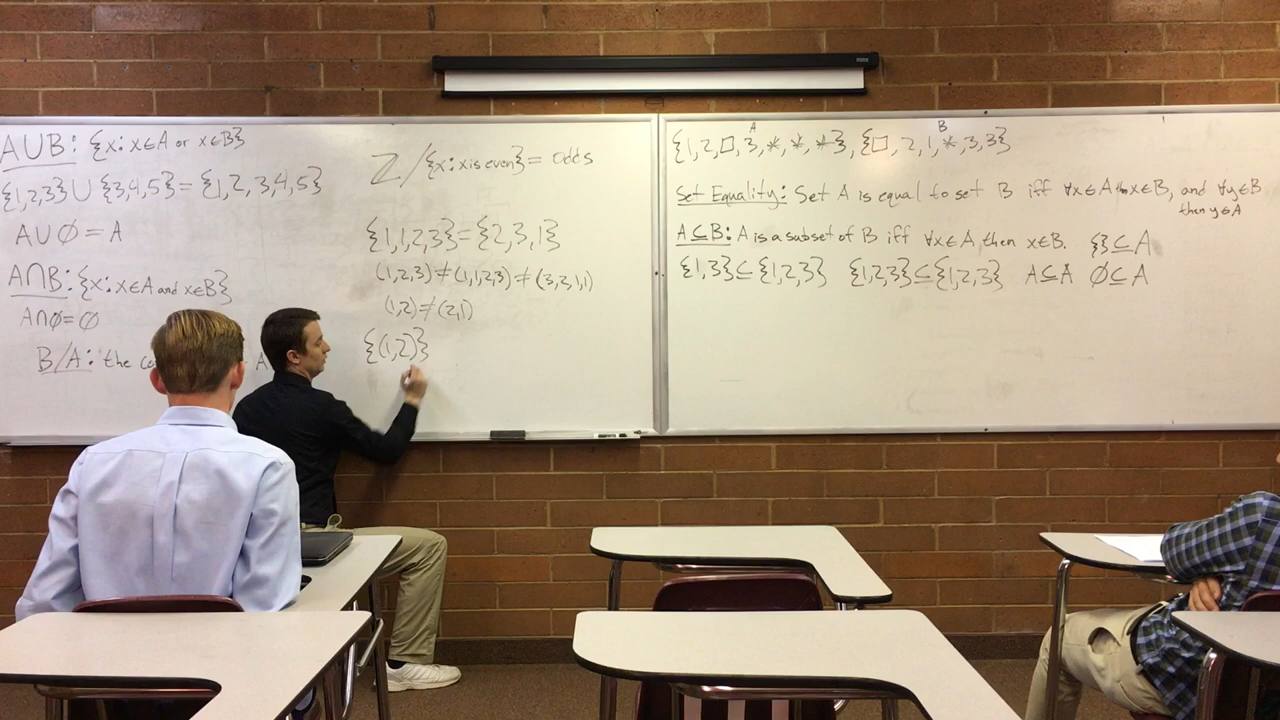 A∪B: {x: x∈A or x∈B}
{1,2,3}∪{3,4,5}={1,2,3,4,5}
A∪∅=A
A∩B: {x: x∈A and x∈B}
A∩∅=∅
B/A: the
A
ℤ/{x: x is even}=odds
{1,1,2,3}={2,3,1}
(1,2,3)≠(1,1,2,3)≠(3,2,1,1)
(1,2)≠(2,1)
{(1,2)}
A B
{1,2,□,3,*,*,*},{□,2,1,*,3,3}
Set Equality: Set A is equal to set B iff ∀x∈A x∈B, and ∀y∈B
then y∈A
A⊆B: A is a subset of B iff ∀x∈A, then x∈B. {}⊆A
{1,3}⊆{1,2,3} {1,2,3}⊆{1,2,3} A⊆A ∅⊆A